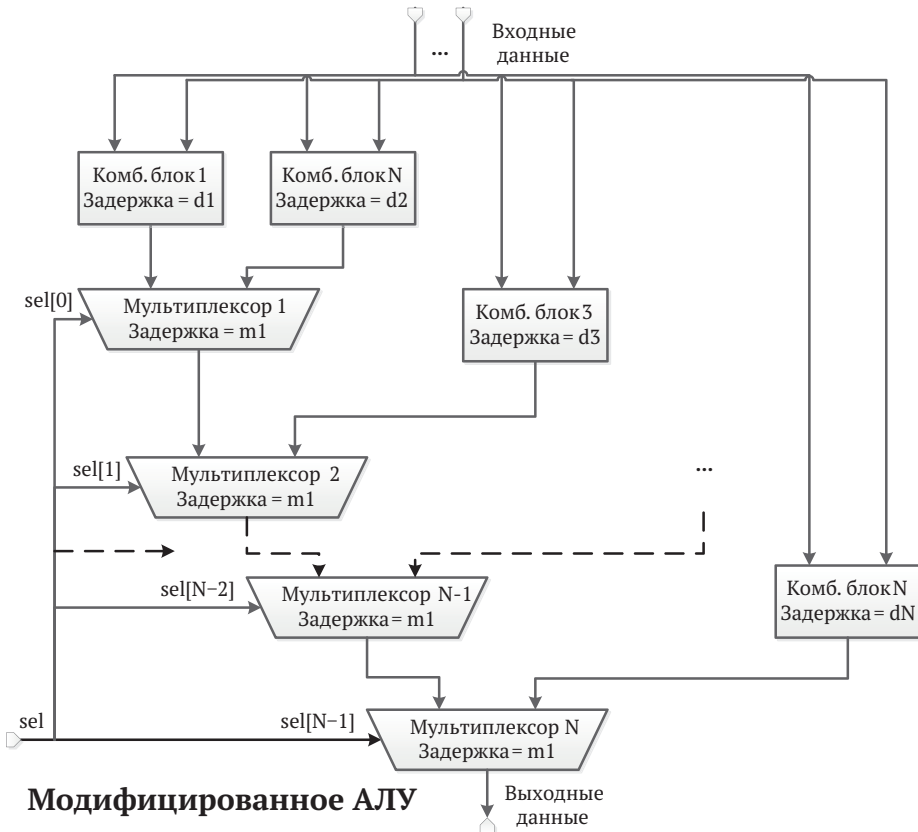 Входные
...
данные
Комб. блок 1
Задержка = d1
Комб. блок N
Задержка = d2
sel[0]
Мультиплексор 1
Задержка = m1
Комб. блок 3
Задержка = d3
sel[1]
Мультиплексор 2
Задержка = m1
...
sel[N−2]
Мультиплексор N-1
Задержка = m1
Комб. блок N
Задержка = dN
sel
sel[N−1]
Мультиплексор N
Задержка = m1
Модифицированное АЛУ
Выходные
данные